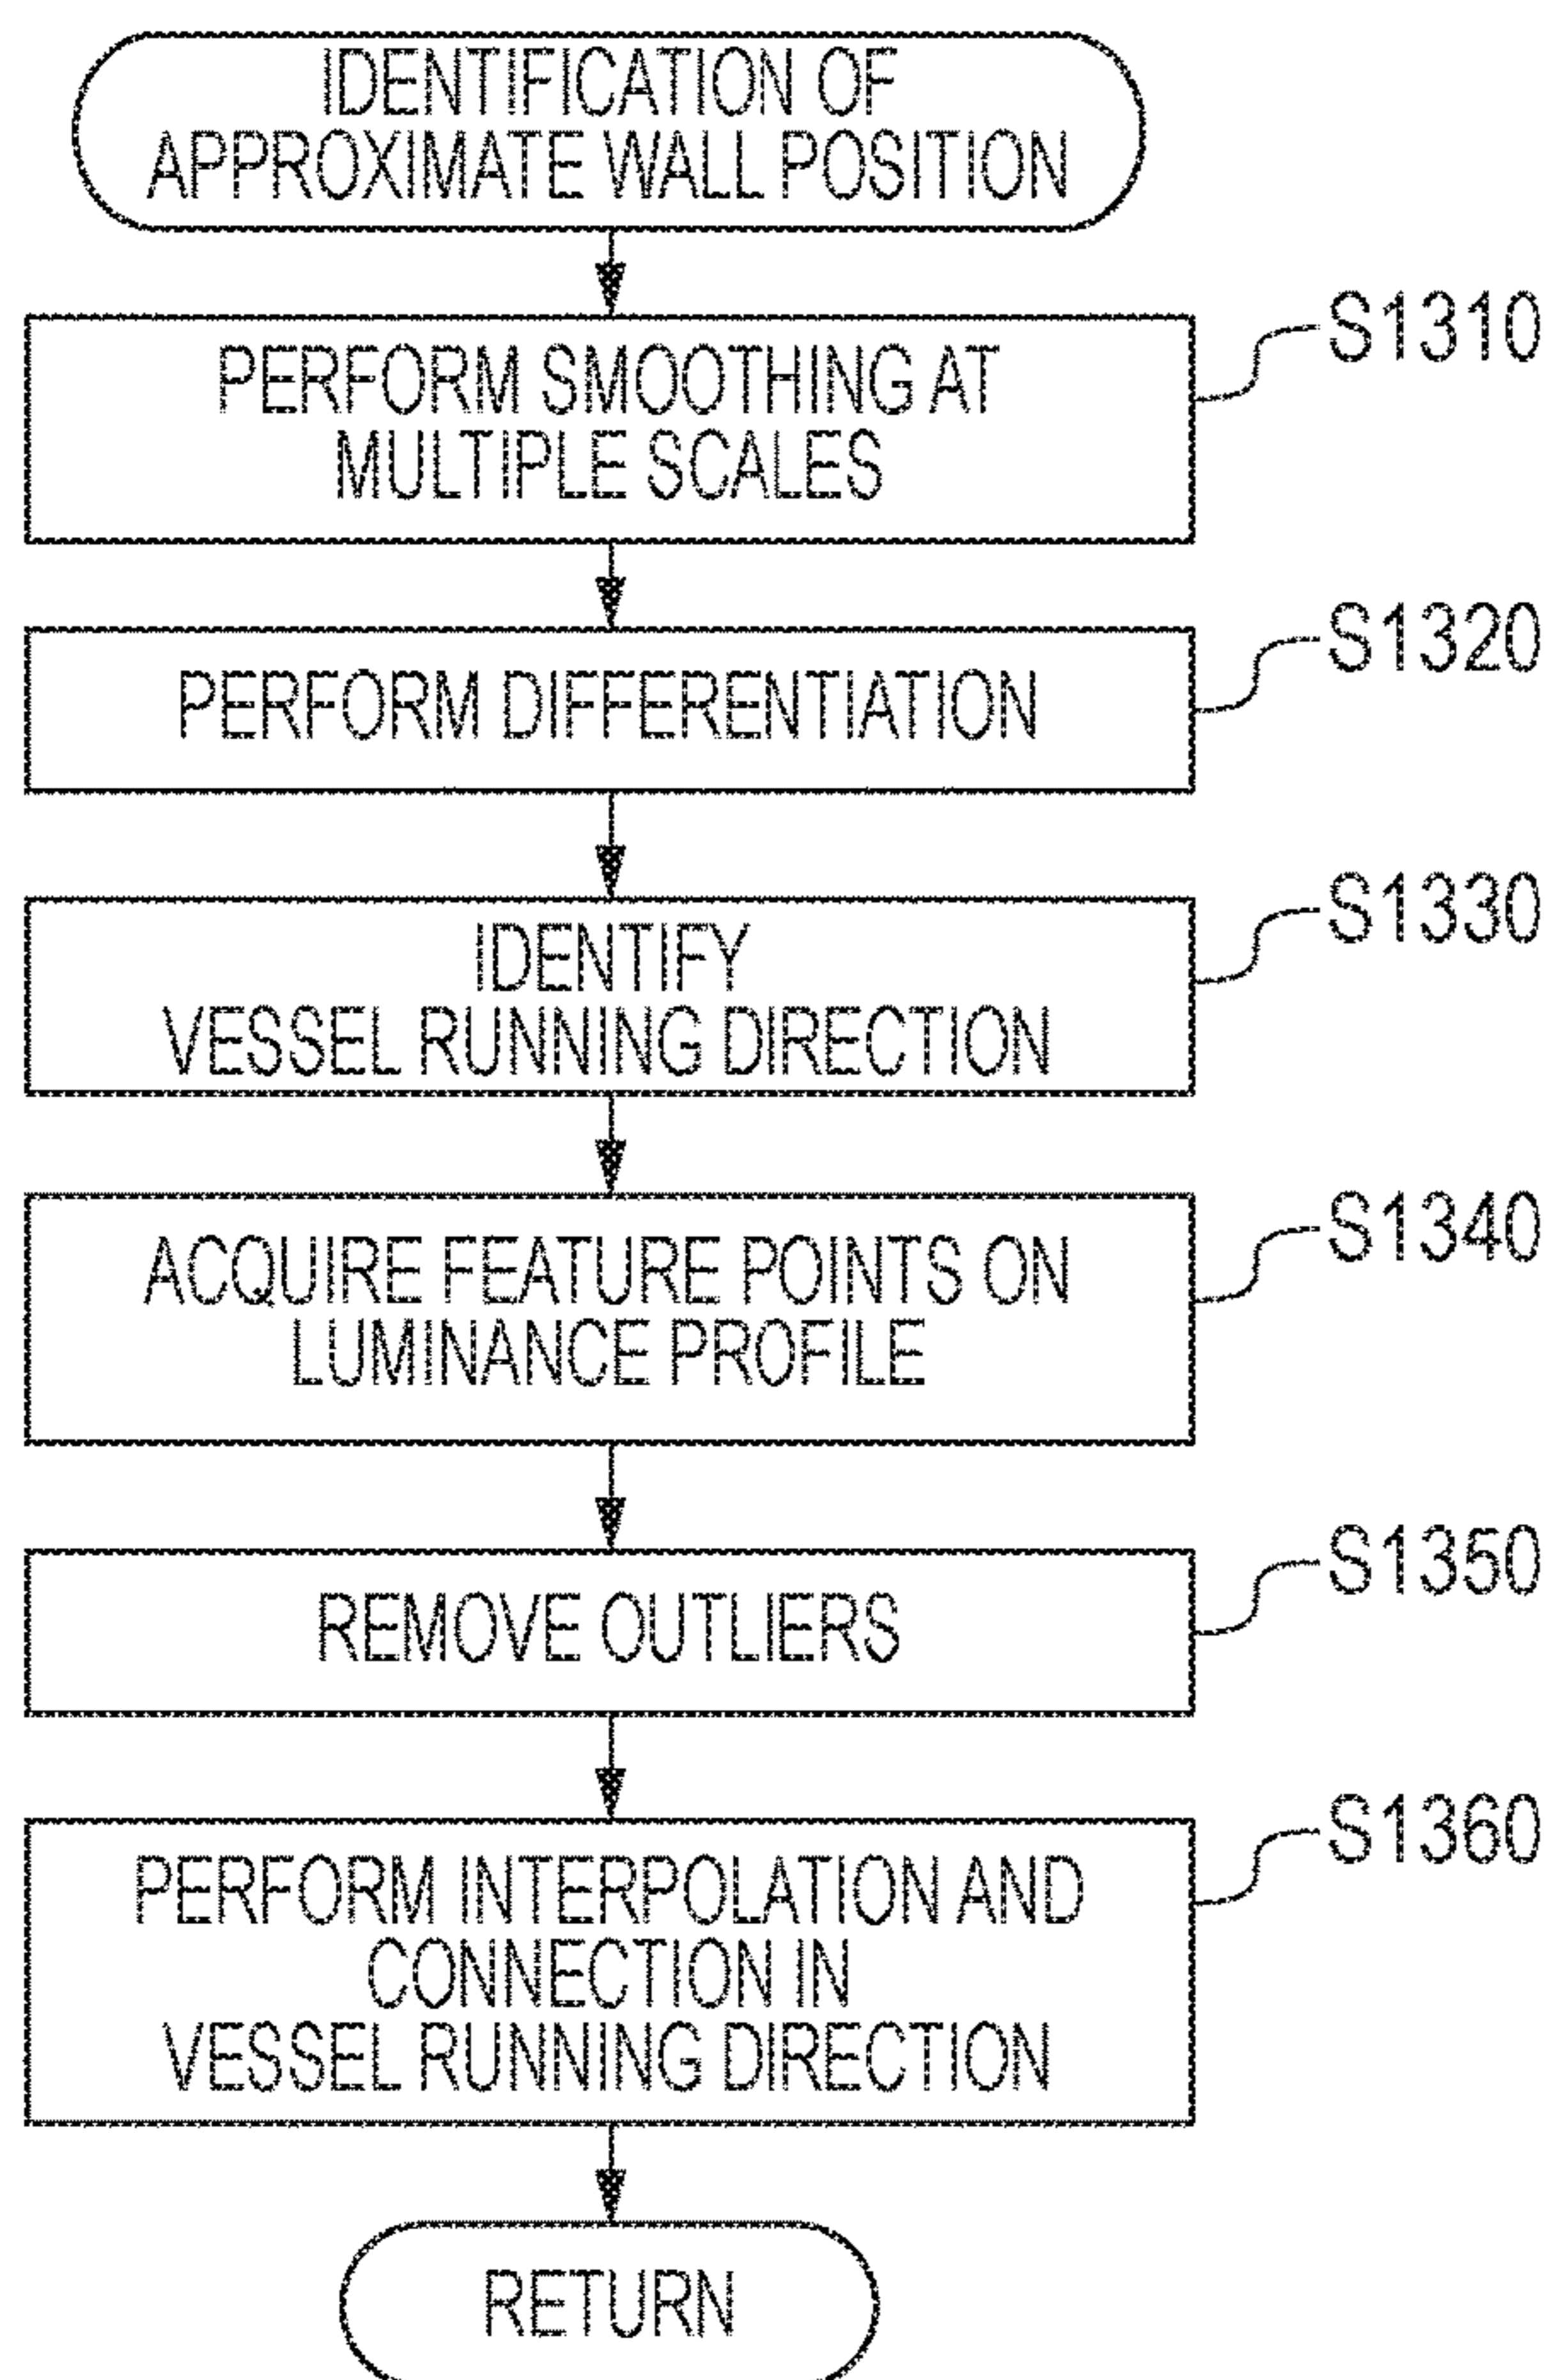 IDENTIFICATION OF
APPROXIMATE WALL POSITION
S1310
PERFORM SMOOTHING AT
MULTIPLE SCALES
S1320
PERFORM DIFFERENTIATION
S1330
IDENTIFY
VESSEL RUNNING DIRECTION
S1340
ACQUIRE FEATURE POINTS ON
LUMINANCE PROFILE
S1350
REMOVE OUTLIERS
S1360
PERFORM INTERPOLATION AND
CONNECTION IN
VESSEL RUNNING DIRECTION
RETURN